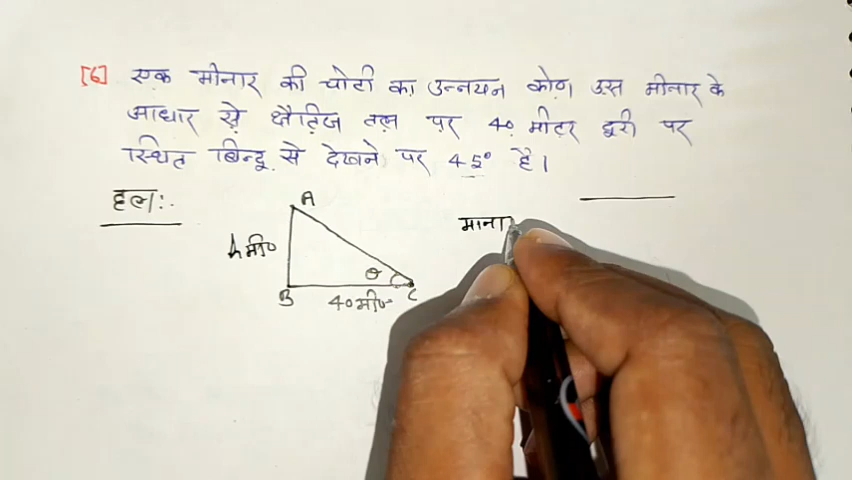 [6] एक मीनार की चोटी का उन्नयन कोण उस मीनार के
आधार से क्षैतिज तल पर 40 मीटर दूरी पर
स्थित बिन्दू से देखने पर 45° है।
हल:-
A
माना
h मी०
θ
B
C
40 मी०